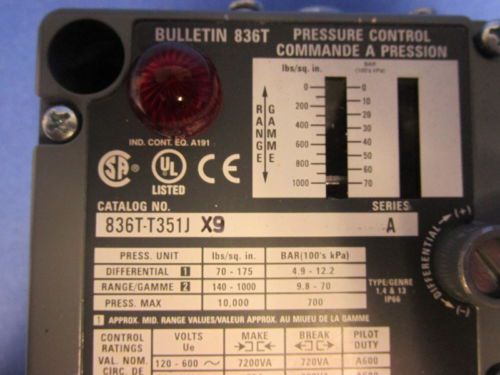 BULLETIN 836T
PRESSURE CONTROL
COMMANDE A PRESSION
lbs/sq. in.
BAR
(100's kPa)
0
200
400
600
800
1000
0
10
20
30
40
50
60
70
RANGE
GAMME
IND. CONT. EQ. A191
SA UL CE
LISTED
CATALOG NO.
SERIES
836T-T351J X9 A
PRESS. UNIT lbs/sq. in. BAR(100's kPa)
DIFFERENTIAL 1 70 - 175 4.9 - 12.2
RANGE/GAMME 2 140 - 1000 9.8 - 70
PRESS. MAX 10,000 700
TYPE/GENRE
1,4 & 13
IP66
(+) DIFFERENTIAL (-)
1 APPROX. MID. RANGE VALUES/VALEUR APPROX. AU MILIEU DE LA GAMME
CONTROL RATINGS VOLTS Ue MAKE BREAK PILOT DUTY
VAL. NOM. 120 - 600 ~ 7200VA 720VA A600
CIRC. DE